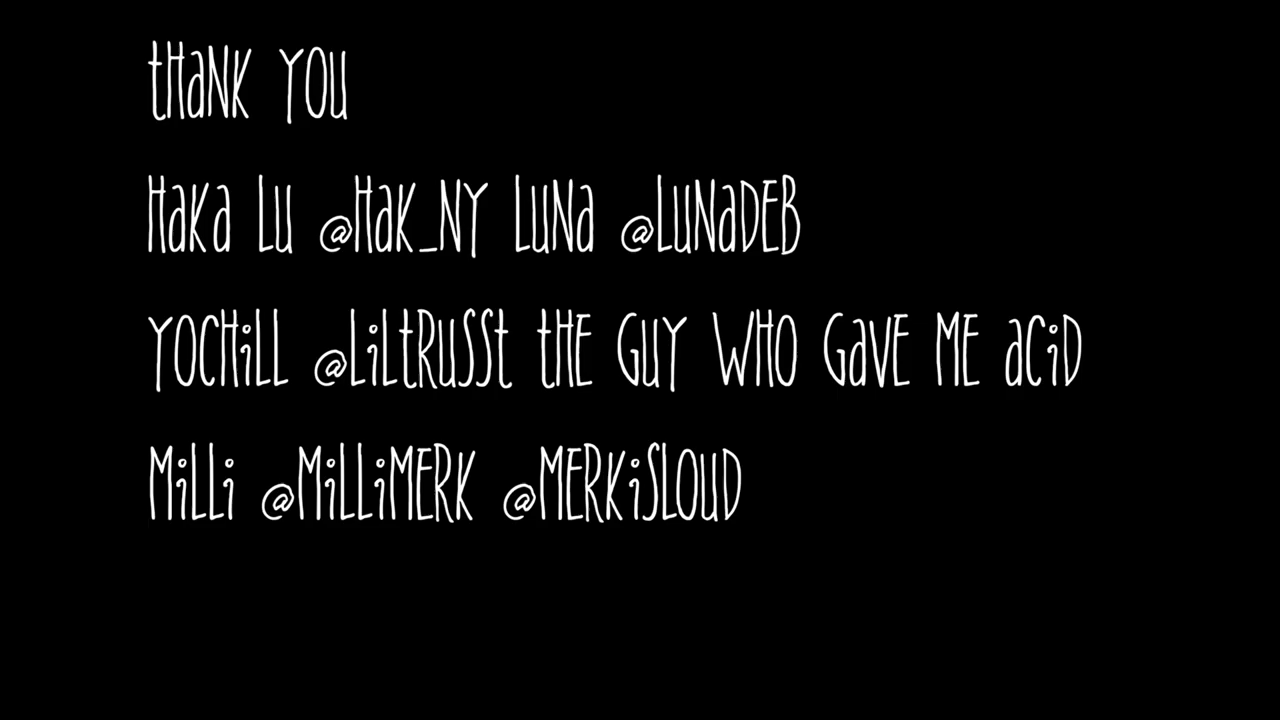 tHaNK YOU
HaKa LU @HaK_NY LUNa @LUNaDEB
YOCHiLL @LiLtRUSSt tHE GUY WHO GaVE ME aCiD
MiLLi @MiLLiMERK @MERKiSLOUD